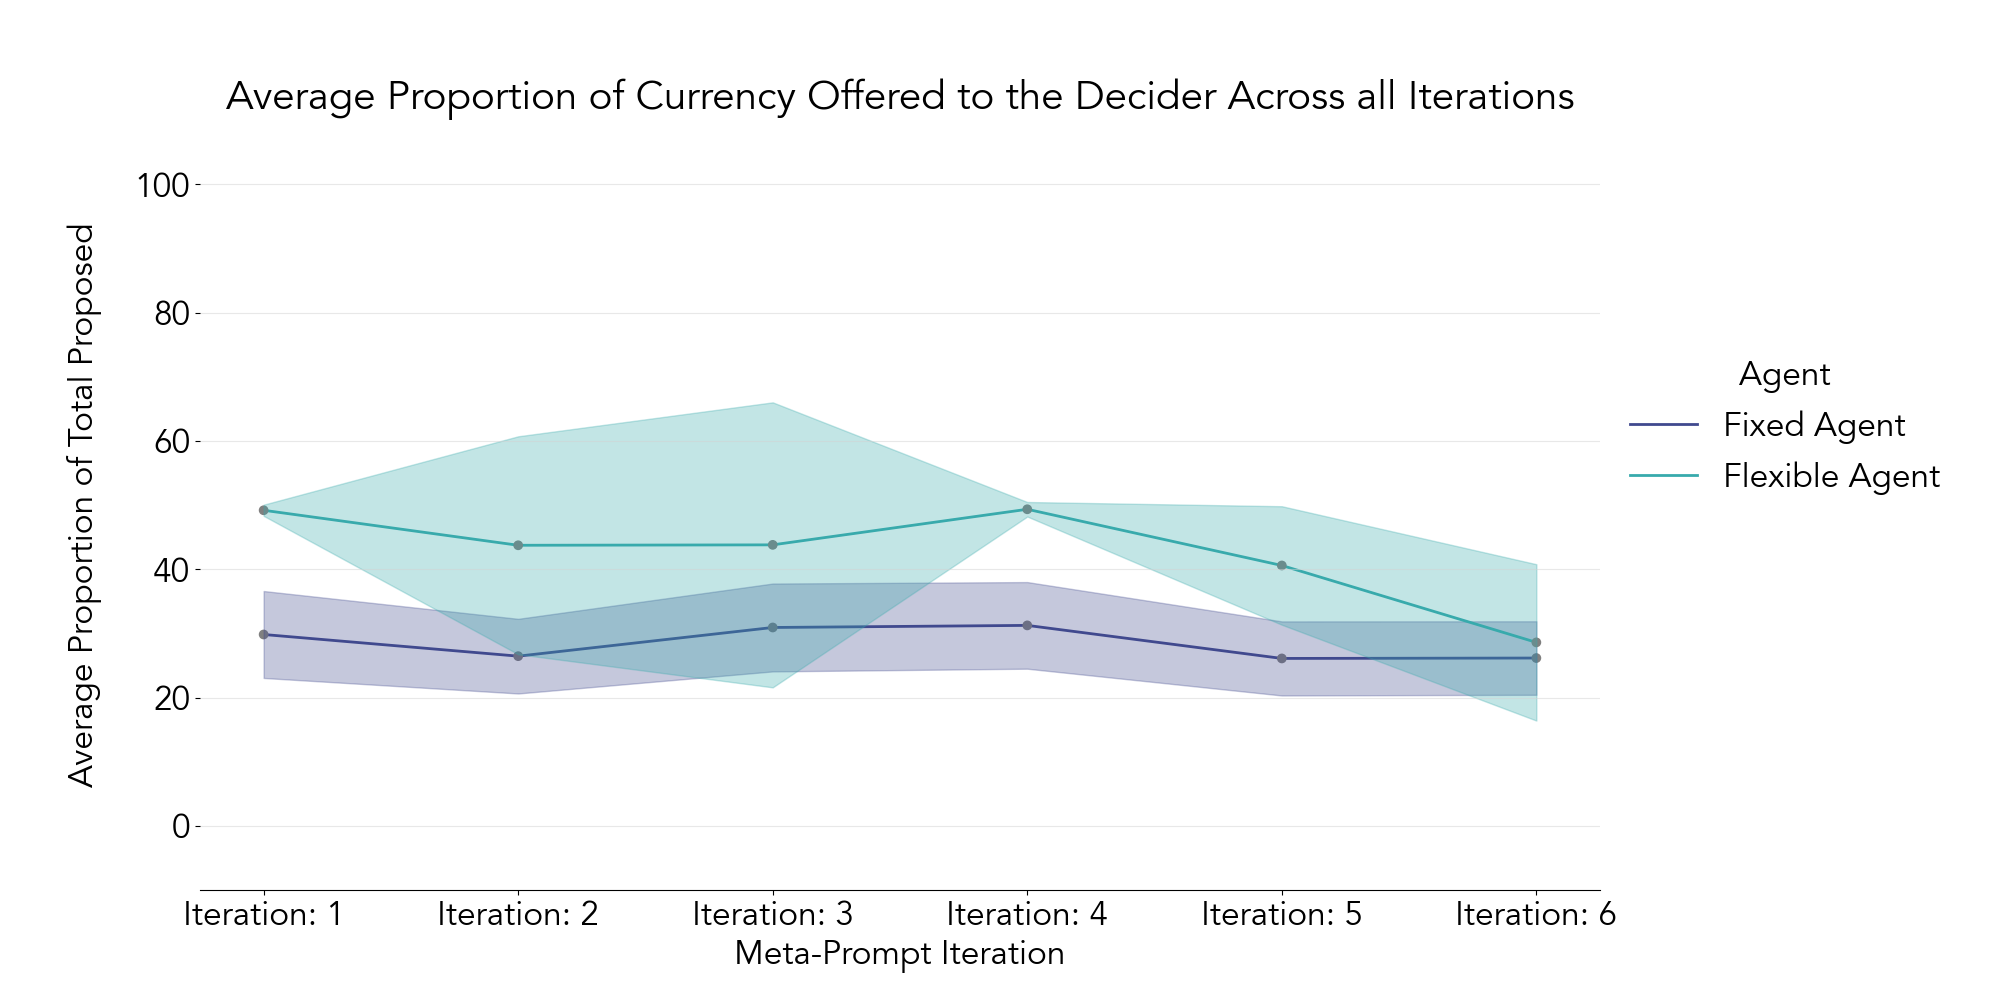 Average Proportion of Currency Offered to the Decider Across all Iterations
Average Proportion of Total Proposed
100
80
60
40
20
0
Iteration: 1
Iteration: 2
Iteration: 3
Iteration: 4
Iteration: 5
Iteration: 6
Meta-Prompt Iteration
Agent
Fixed Agent
Flexible Agent